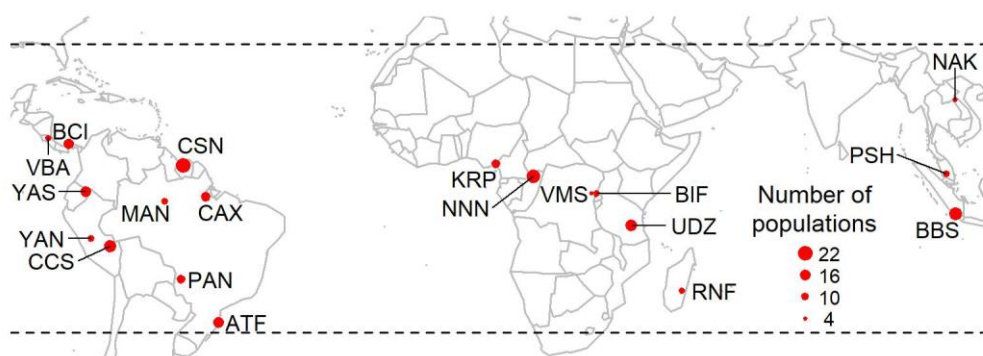 NAK
BCI
CSN
VBA
PSH
YAS
KRP
VMS
BIF
MAN
CAX
NNN
Number of
populations
UDZ
BBS
YAN
CCS
22
16
PAN
RNF
10
ATF
4